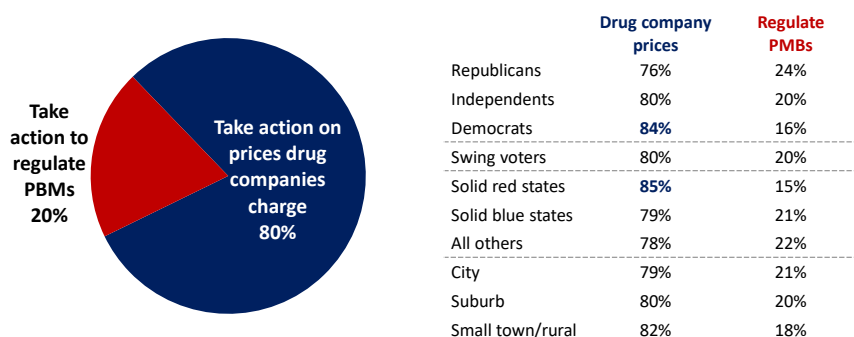 Take
action to
regulate
PBMs
20%
Take action on
prices drug
companies
charge
80%
Drug company prices Regulate PMBs
Republicans 76% 24%
Independents 80% 20%
Democrats 84% 16%
Swing voters 80% 20%
Solid red states 85% 15%
Solid blue states 79% 21%
All others 78% 22%
City 79% 21%
Suburb 80% 20%
Small town/rural 82% 18%